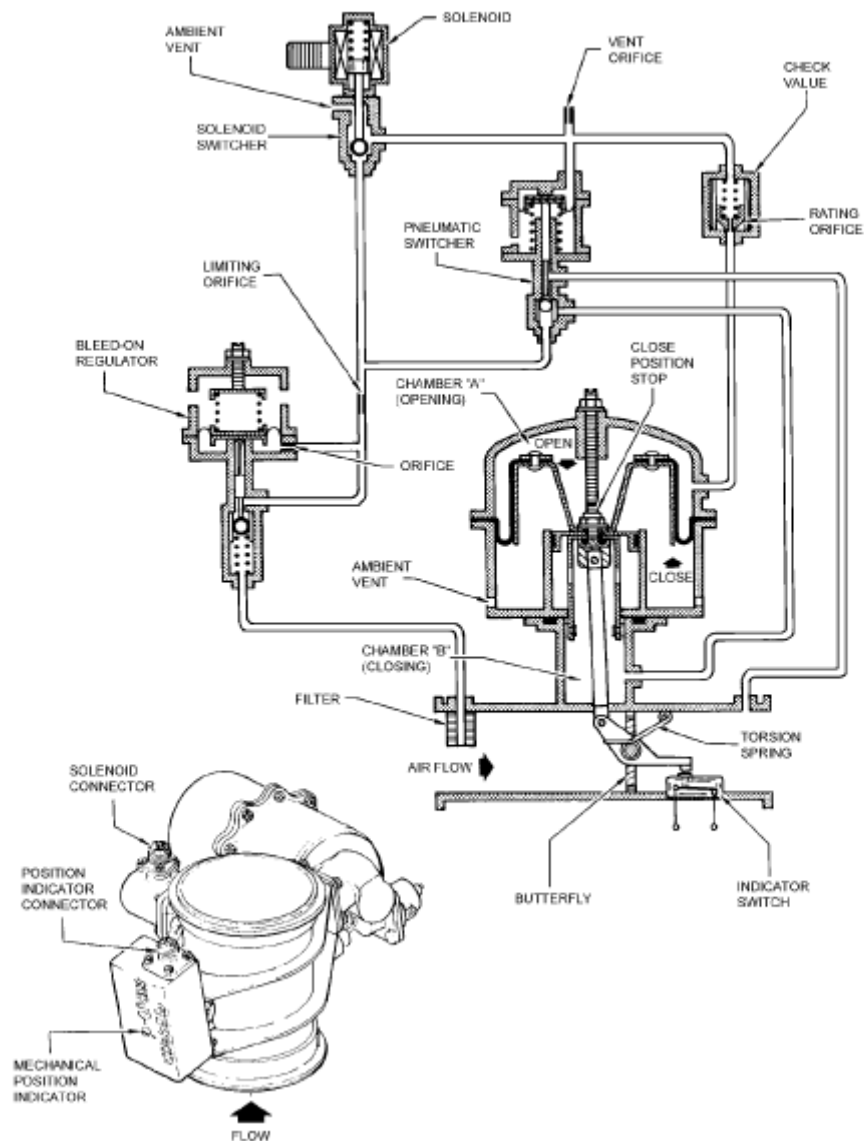 AMBIENT
VENT
SOLENOID
VENT
ORIFICE
CHECK
VALUE
SOLENOID
SWITCHER
PNEUMATIC
SWITCHER
RATING
ORIFICE
LIMITING
ORIFICE
BLEED-ON
REGULATOR
CHAMBER "A"
(OPENING)
CLOSE
POSITION
STOP
OPEN
ORIFICE
AMBIENT
VENT
CLOSE
CHAMBER "B"
(CLOSING)
FILTER
TORSION
SPRING
AIR FLOW
SOLENOID
CONNECTOR
POSITION
INDICATOR
CONNECTOR
BUTTERFLY
INDICATOR
SWITCH
MECHANICAL
POSITION
INDICATOR
FLOW